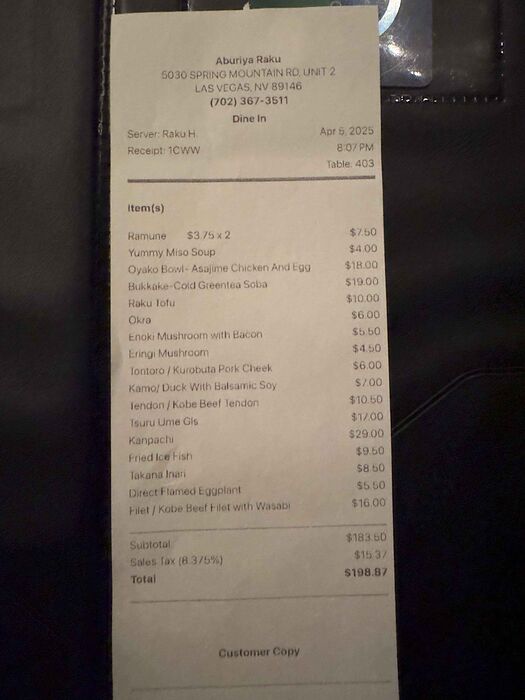 Aburiya Raku
5030 SPRING MOUNTAIN RD, UNIT 2
LAS VEGAS, NV 89146
(702) 367-3511
Dine In
Server: Raku H. Apr 5, 2025
Receipt: 1CWW 8:07 PM
Table: 403
Item(s)
Ramune $3.75 x 2 $7.50
Yummy Miso Soup $4.00
Oyako Bowl- Asajime Chicken And Egg $18.00
Bukkake-Cold Greentea Soba $19.00
Raku Tofu $10.00
Okra $6.00
Enoki Mushroom with Bacon $5.50
Eringi Mushroom $4.50
Tontoro / Kurobuta Pork Cheek $6.00
Kamo/ Duck With Balsamic Soy $7.00
Tendon / Kobe Beef Tendon $10.50
Tsuru Ume Gls $17.00
Kanpachi $29.00
Fried Ice Fish $9.50
Takana Inari $8.50
Direct Flamed Eggplant $5.50
Filet / Kobe Beef Filet with Wasabi $16.00
Subtotal $183.50
Sales Tax (8.375%) $15.37
Total $198.87
Customer Copy